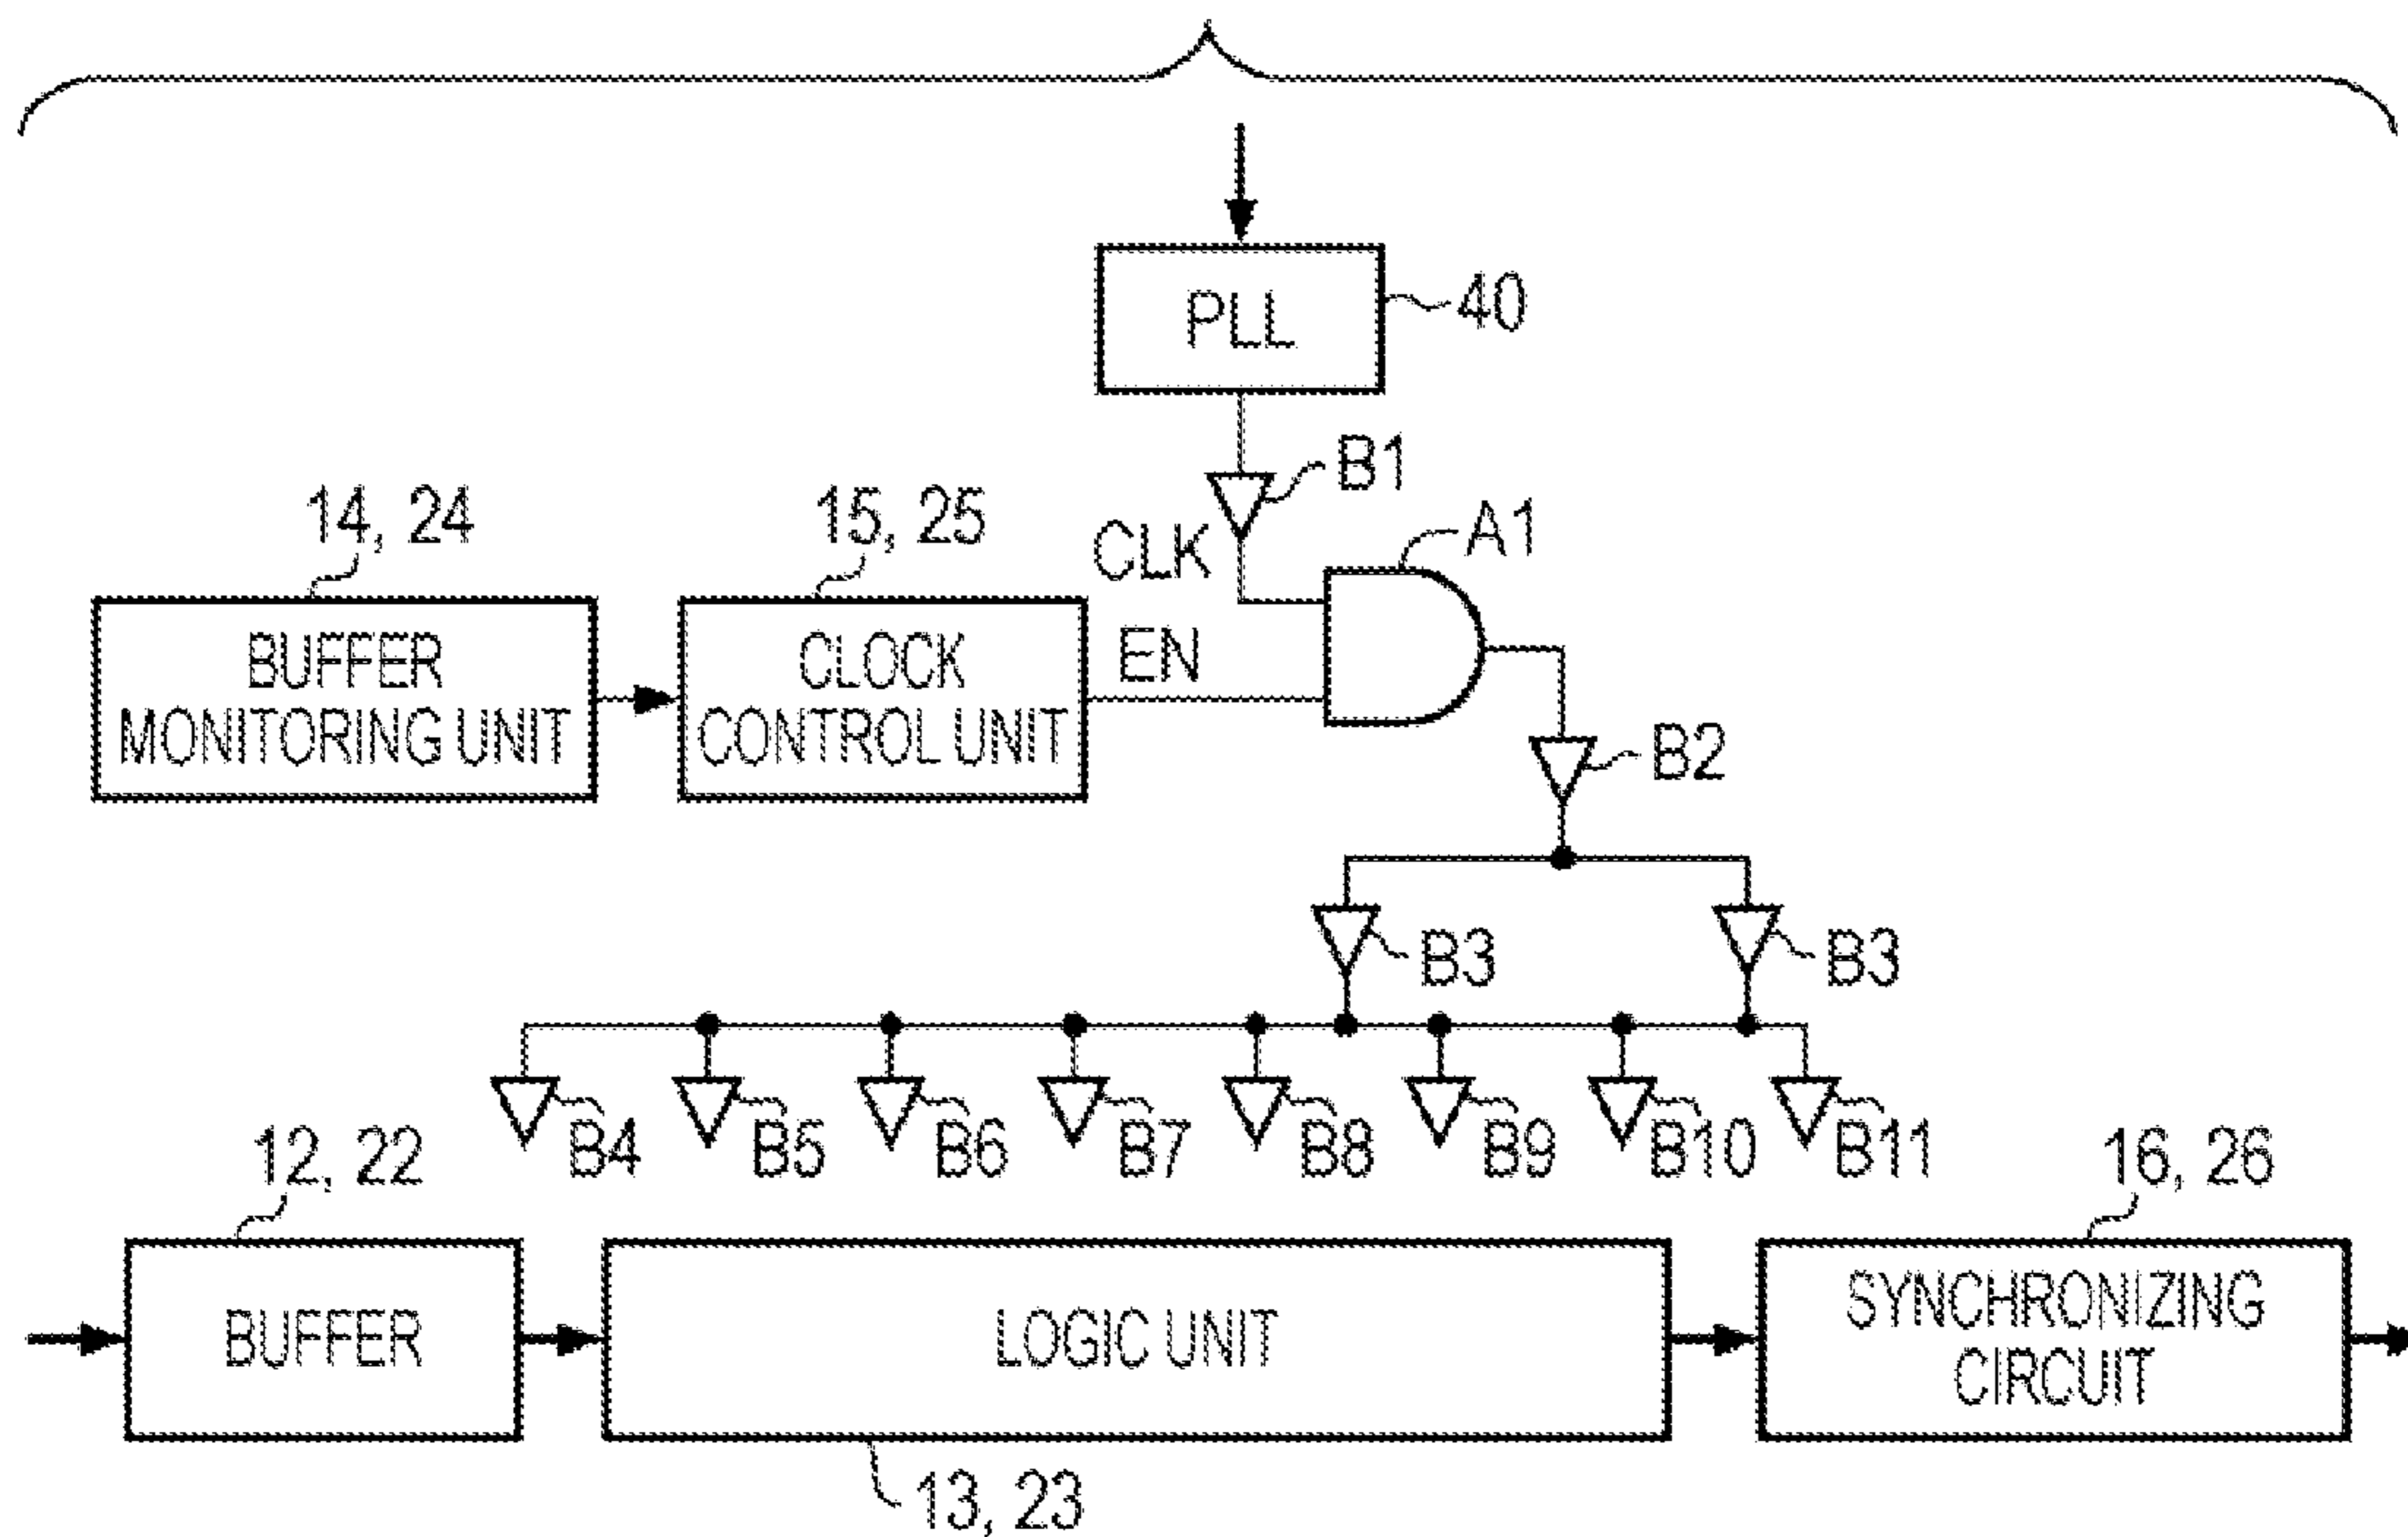 PLL
40
B1
14, 24
15, 25
CLK
A1
BUFFER
MONITORING UNIT
CLOCK
CONTROL UNIT
EN
B2
B3
B3
B4
B5
B6
B7
B8
B9
B10
B11
12, 22
16, 26
BUFFER
LOGIC UNIT
SYNCHRONIZING
CIRCUIT
13, 23